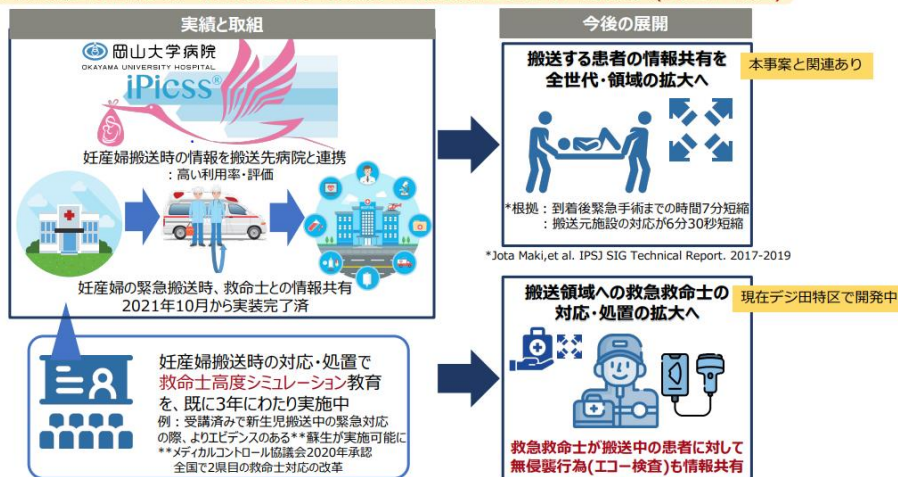 実績と取組
岡山大学病院
OKAYAMA UNIVERSITY HOSPITAL
iPicss®
妊産婦搬送時の情報を搬送先病院と連携
：高い利用率・評価
妊産婦の緊急搬送時、救命士との情報共有
2021年10月から実装完了済
妊産婦搬送時の対応・処置で
救命士高度シミュレーション教育
を、既に3年にわたり実施中
例：受講済みで新生児搬送中の緊急対応
の際、よりエビデンスのある**蘇生が実施可能に
**メディカルコントロール協議会2020年承認
全国で2県目の救命士対応の改革
今後の展開
搬送する患者の情報共有を
全世代・領域の拡大へ
本事案と関連あり
*根拠：到着後緊急手術までの時間7分短縮
：搬送元施設の対応が6分30秒短縮
*Jota Maki,et al. IPSJ SIG Technical Report. 2017-2019
搬送領域への救急救命士の
対応・処置の拡大へ
現在デジ田特区で開発中
救急救命士が搬送中の患者に対して
無侵襲行為(エコー検査)も情報共有